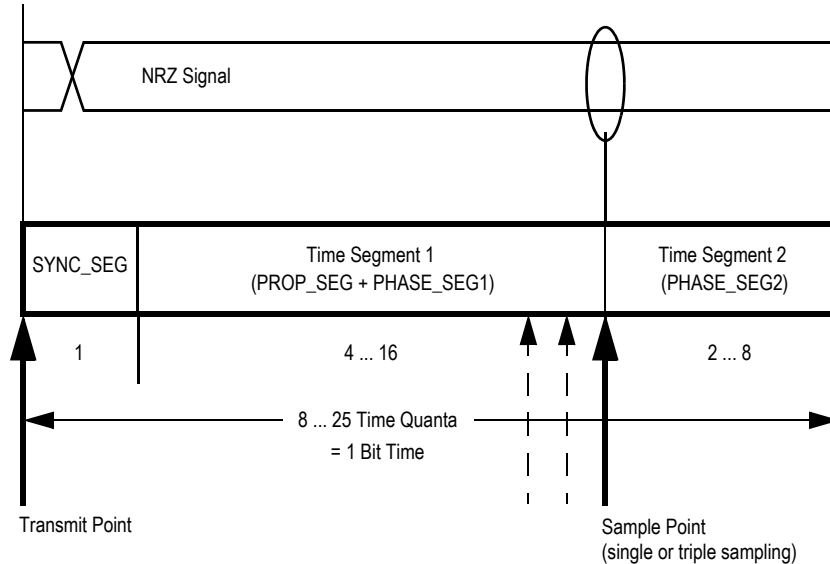 NRZ Signal
SYNC_SEG
Time Segment 1
(PROP_SEG + PHASE_SEG1)
Time Segment 2
(PHASE_SEG2)
1
4 ... 16
2 ... 8
8 ... 25 Time Quanta
= 1 Bit Time
Transmit Point
Sample Point
(single or triple sampling)